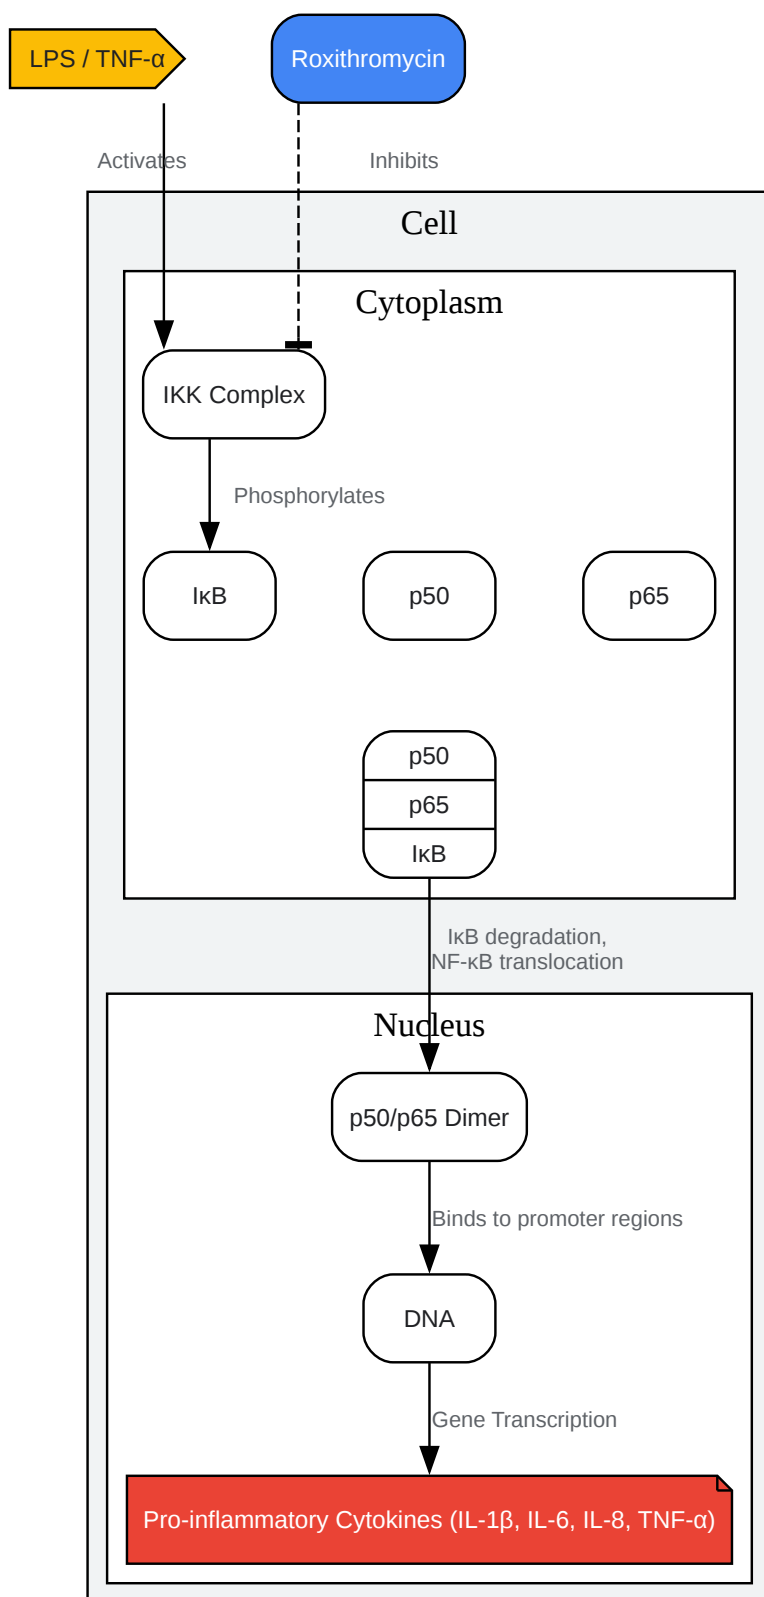 LPS / TNF-α
Roxithromycin
Activates
Inhibits
Cell
Cytoplasm
IKK Complex
Phosphorylates
IκB
p50
p65
p50
p65
IκB
IκB degradation,
NF-κB translocation
Nucleus
p50/p65 Dimer
Binds to promoter regions
DNA
Gene Transcription
Pro-inflammatory Cytokines (IL-1β, IL-6, IL-8, TNF-α)